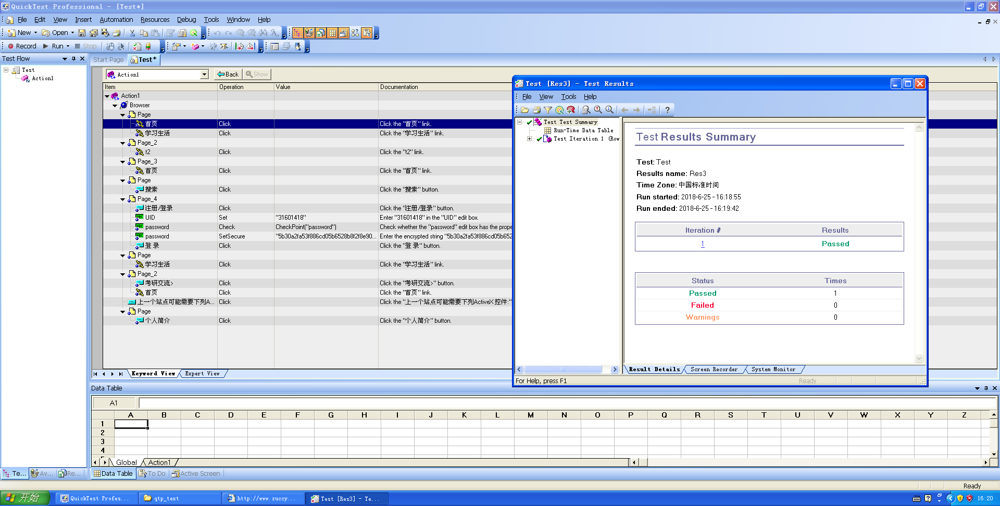 QuickTest Professional - [Test*]
File Edit View Insert Automation Resources Debug Tools Window Help
New Open
Record Run Stop
Test Flow
Test
Action1
Start Page Test*
Action1 Back Show
Item Operation Value Documentation
Action1
Browser
Page
首页 Click Click the "首页" link.
学习生活 Click Click the "学习生活" link.
Page_2
t2 Click Click the "t2" link.
Page_3
首页 Click Click the "首页" link.
Page
搜索 Click Click the "搜索" button.
Page_4
注册/登录 Click Click the "注册/登录" button.
UID Set "31601418" Enter "31601418" in the "UID" edit box.
password Check CheckPoint("password") Check whether the "password" edit box has the prope
password SetSecure "5b30a2fa53f886cd05b6528b8f2f8e90... Enter the encrypted string "5b30a2fa53f886cd05b652
登 录 Click Click the "登 录" button.
Page
学习生活 Click Click the "学习生活" link.
Page_2
考研交流> Click Click the "考研交流>" button.
首页 Click Click the "首页" link.
上一个站点可能需要下列A... Click Click the "上一个站点可能需要下列ActiveX 控件:"
Page
个人简介 Click Click the "个人简介" button.
Keyword View Expert View
Test [Res3] - Test Results
File View Tools Help
Test Test Summary
Run-Time Data Table
Test Iteration 1 (Row
Test Results Summary
Test: Test
Results name: Res3
Time Zone: 中国标准时间
Run started: 2018-6-25 - 16:18:55
Run ended: 2018-6-25 - 16:19:42
Iteration # Results
1 Passed
Status Times
Passed 1
Failed 0
Warnings 0
Result Details Screen Recorder System Monitor
For Help, press F1 Ready
Data Table
A1
A B C D E F G H I J K L M N O P Q R S T U V W X Y Z
1
2
3
4
Global Action1
Te... Av... Re... Data Table To Do Active Screen
Ready
开始 QuickTest Profes... qtp_text http://www.zuccy... Test [Res3] - Te... 16:20